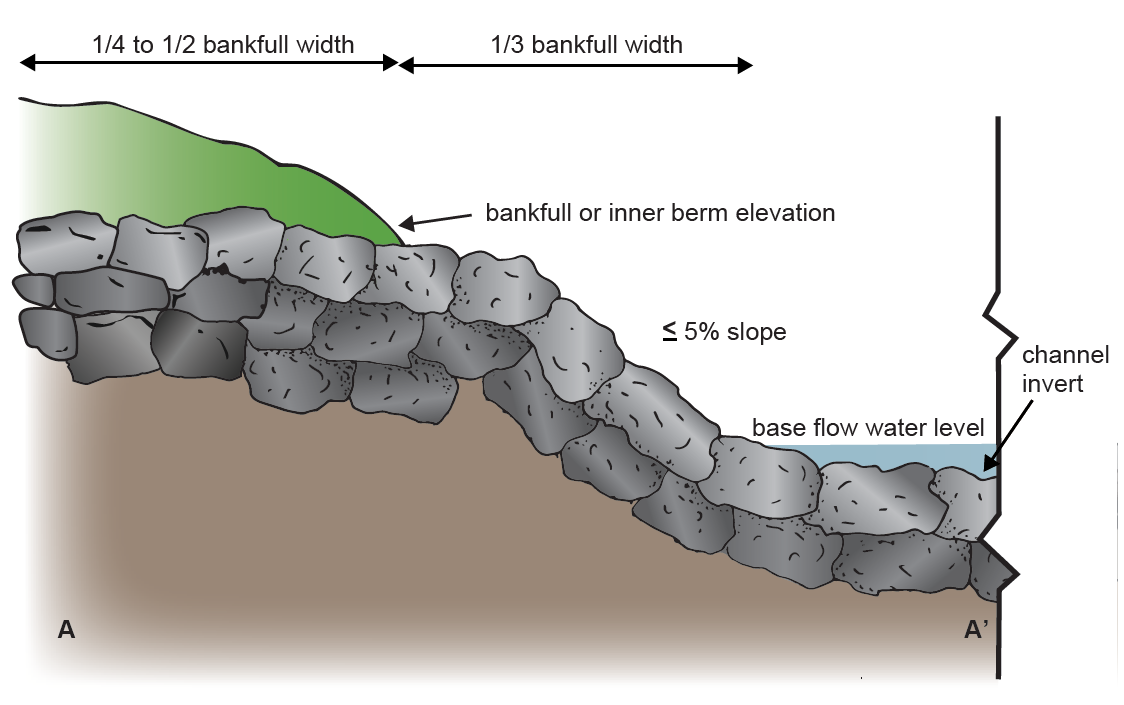 1/4 to 1/2 bankfull width
1/3 bankfull width
bankfull or inner berm elevation
≤ 5% slope
channel
invert
base flow water level
A
A’